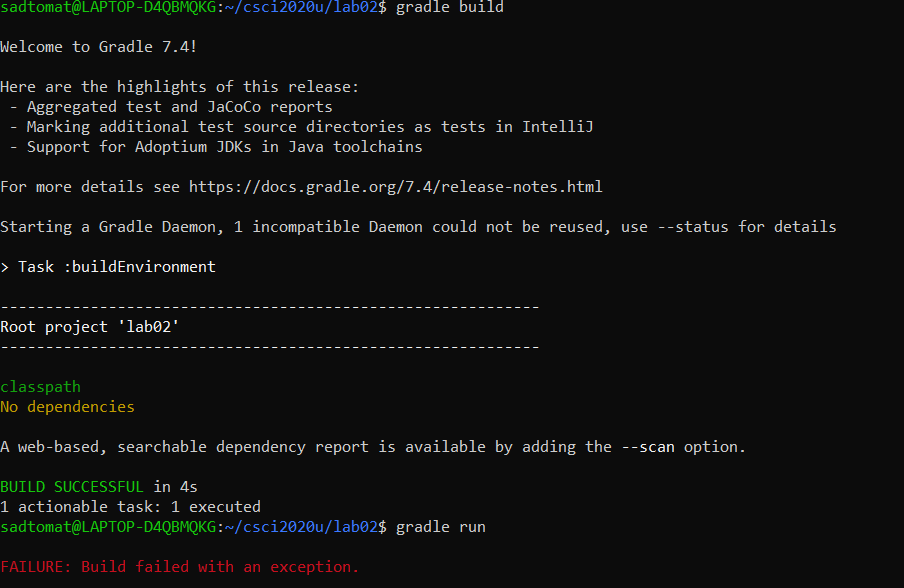 sadtomat@LAPTOP-D4QBMQKG:~/csci2020u/lab02$ gradle build
Welcome to Gradle 7.4!
Here are the highlights of this release:
 - Aggregated test and JaCoCo reports
 - Marking additional test source directories as tests in IntelliJ
 - Support for Adoptium JDKs in Java toolchains
For more details see https://docs.gradle.org/7.4/release-notes.html
Starting a Gradle Daemon, 1 incompatible Daemon could not be reused, use --status for details
> Task :buildEnvironment
------------------------------------------------------------
Root project 'lab02'
------------------------------------------------------------
classpath
No dependencies
A web-based, searchable dependency report is available by adding the --scan option.
BUILD SUCCESSFUL in 4s
1 actionable task: 1 executed
sadtomat@LAPTOP-D4QBMQKG:~/csci2020u/lab02$ gradle run
FAILURE: Build failed with an exception.